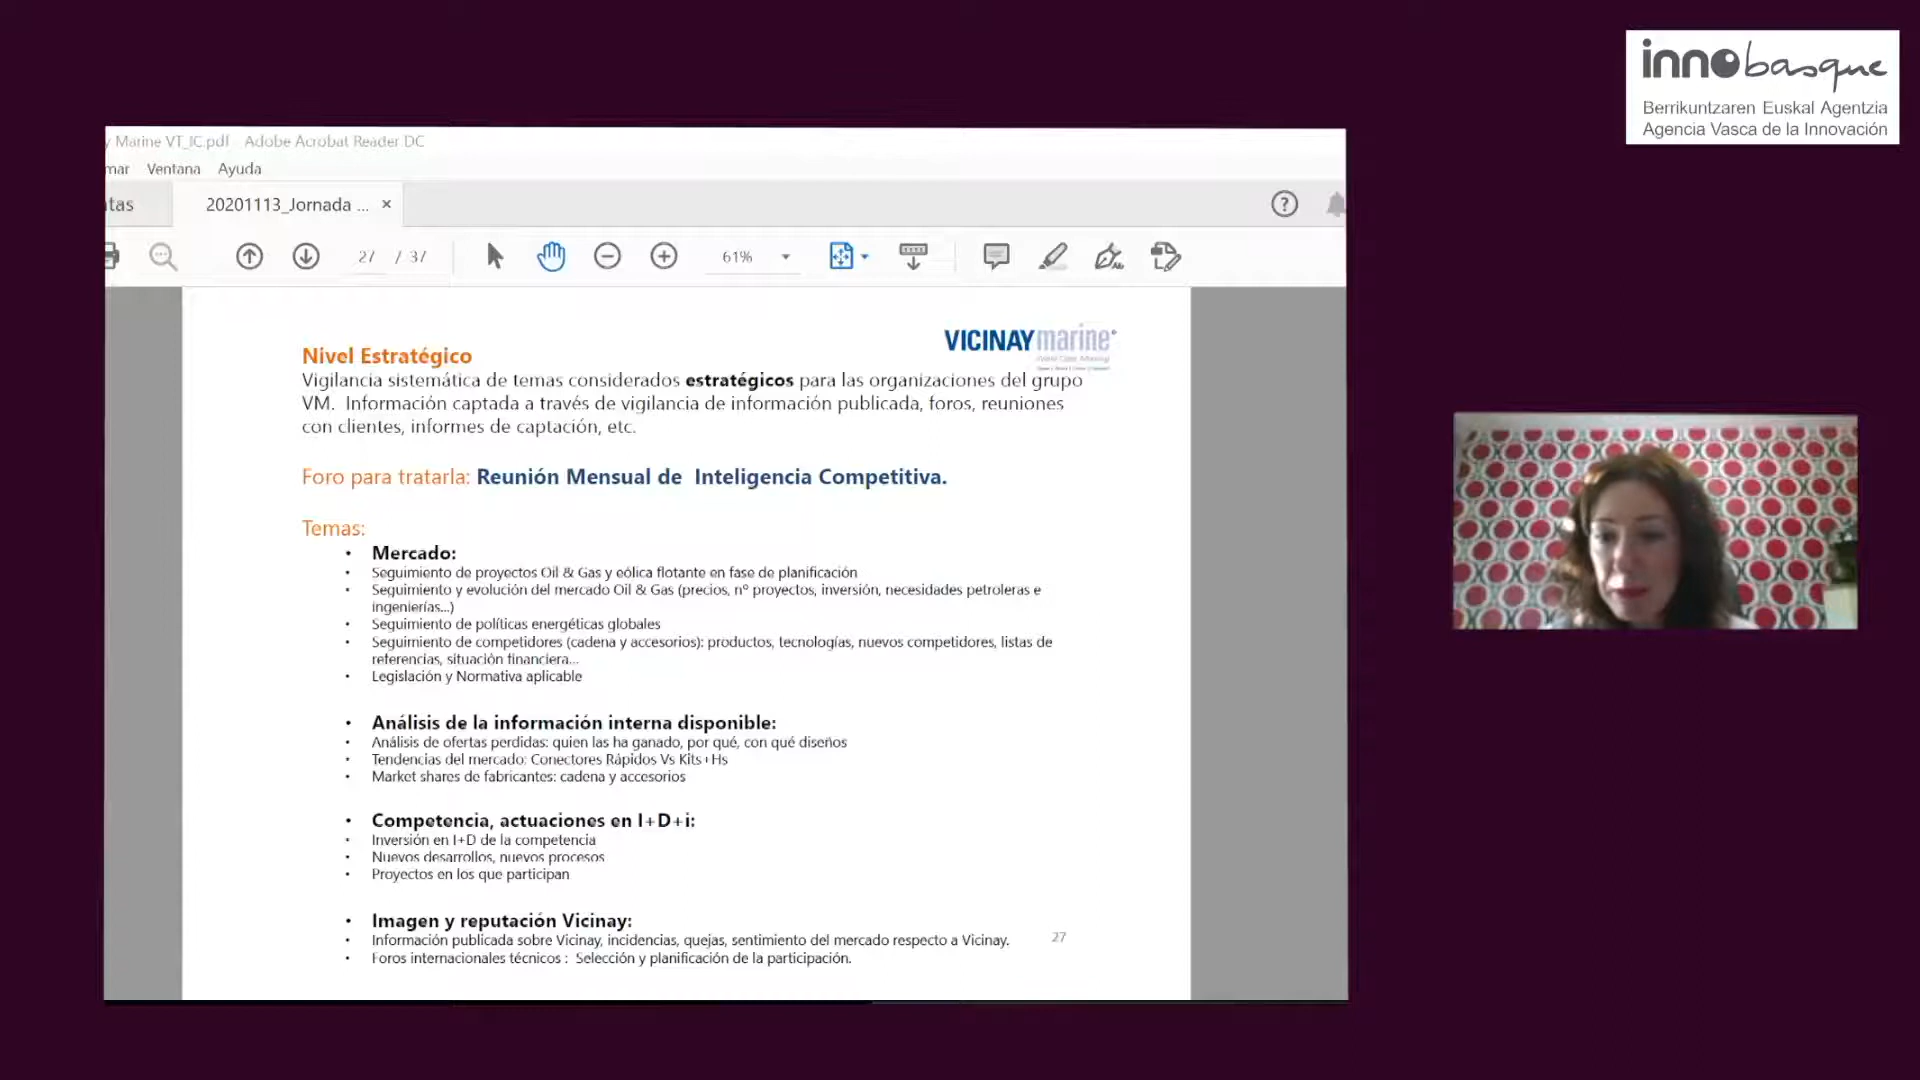 innobasque
Berrikuntzaren Euskal Agentzia
Agencia Vasca de la Innovación
y Marine VT_IC.pdf   Adobe Acrobat Reader DC
mar   Ventana   Ayuda
tas   20201113_Jornada ...   ×
27   / 37   61%
VICINAY marine
Nivel Estratégico
Vigilancia sistemática de temas considerados estratégicos para las organizaciones del grupo
VM.  Información captada a través de vigilancia de información publicada, foros, reuniones
con clientes, informes de captación, etc.
Foro para tratarla: Reunión Mensual de  Inteligencia Competitiva.
Temas:
• Mercado:
• Seguimiento de proyectos Oil & Gas y eólica flotante en fase de planificación
• Seguimiento y evolución del mercado Oil & Gas (precios, nº proyectos, inversión, necesidades petroleras e
ingenierías...)
• Seguimiento de políticas energéticas globales
• Seguimiento de competidores (cadena y accesorios): productos, tecnologías, nuevos competidores, listas de
referencias, situación financiera...
• Legislación y Normativa aplicable
• Análisis de la información interna disponible:
• Análisis de ofertas perdidas: quien las ha ganado, por qué, con qué diseños
• Tendencias del mercado: Conectores Rápidos Vs Kits+Hs
• Market shares de fabricantes: cadena y accesorios
• Competencia, actuaciones en I+D+i:
• Inversión en I+D de la competencia
• Nuevos desarrollos, nuevos procesos
• Proyectos en los que participan
• Imagen y reputación Vicinay:
• Información publicada sobre Vicinay, incidencias, quejas, sentimiento del mercado respecto a Vicinay.
• Foros internacionales técnicos :  Selección y planificación de la participación.
27